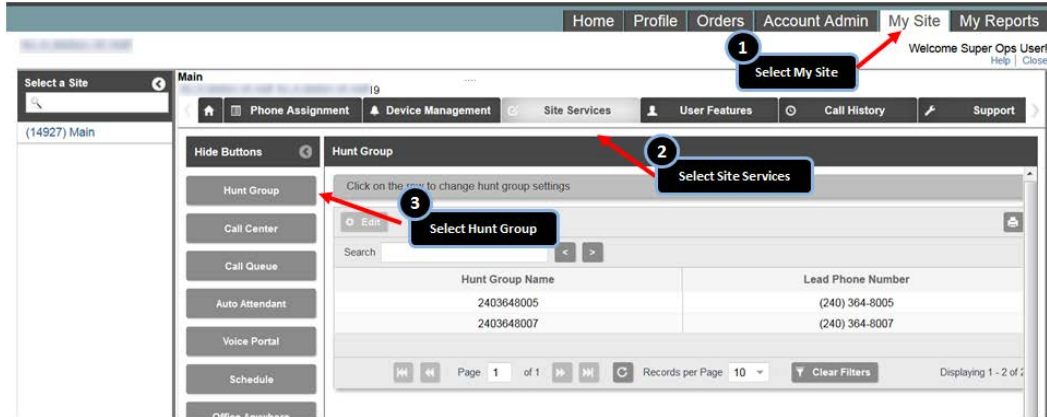 Home Profile Orders Account Admin My Site My Reports
Welcome Super Ops User!
Help | Close
1
Select My Site
Select a Site
Main
19
Phone Assignment Device Management Site Services User Features Call History Support
(14927) Main
2
Select Site Services
Hide Buttons
Hunt Group
Hunt Group
Call Center
Call Queue
Auto Attendant
Voice Portal
Schedule
Office Anywhere
Click on the row to change hunt group settings
3
Select Hunt Group
Edit
Search < >
Hunt Group Name Lead Phone Number
2403648005 (240) 364-8005
2403648007 (240) 364-8007
Page 1 of 1 Records per Page 10 Clear Filters Displaying 1 - 2 of 2